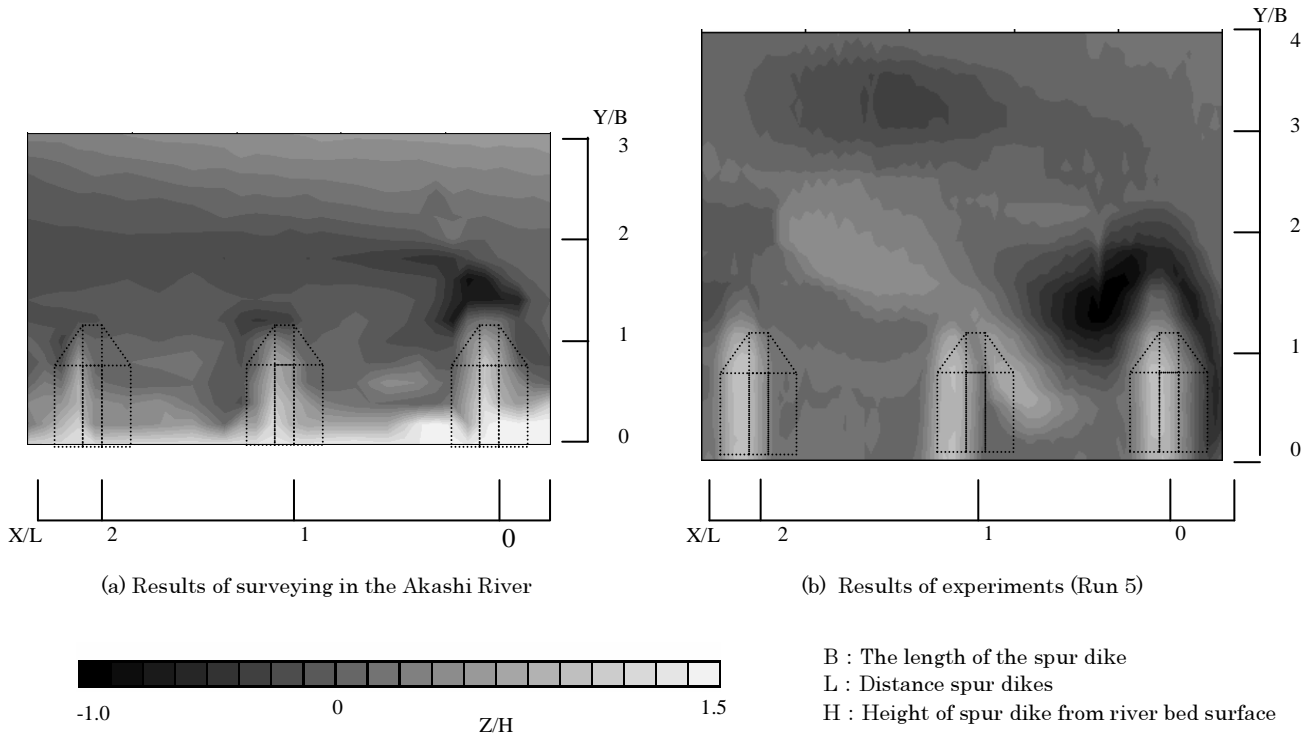 Y/B
4
3
2
1
0
Y/B
3
2
1
0
X/L 2 1 0
X/L 2 1 0
(a) Results of surveying in the Akashi River
(b) Results of experiments (Run 5)
-1.0 0 1.5
Z/H
B : The length of the spur dike
L : Distance spur dikes
H : Height of spur dike from river bed surface